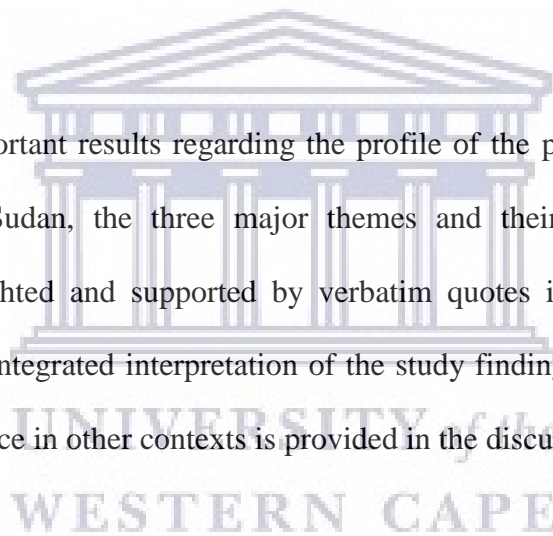 ortant results regarding the profile of the p
Sudan, the three major themes and their
hted and supported by verbatim quotes i
ntegrated interpretation of the study finding
ce in other contexts is provided in the discu
UNIVERSITY of the
WESTERN CAPE